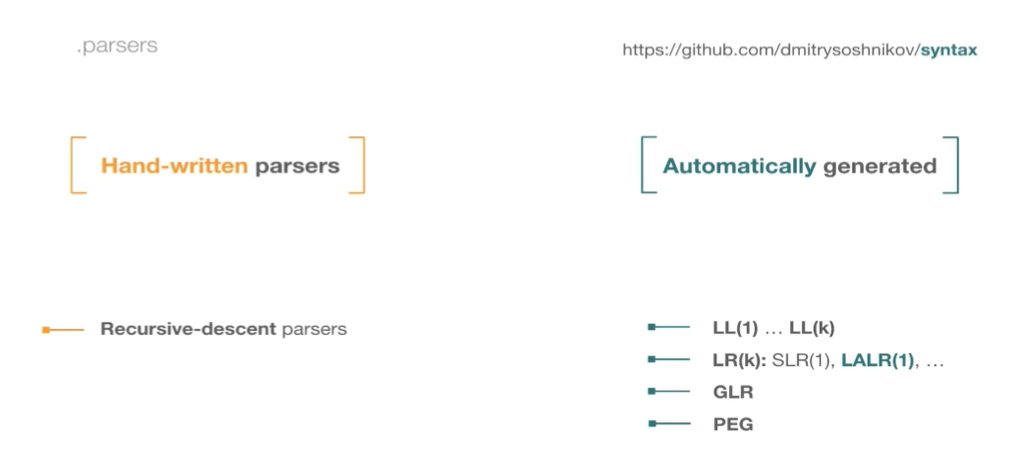 .parsers
https://github.com/dmitrysoshnikov/syntax
Hand-written parsers
Automatically generated
Recursive-descent parsers
LL(1) … LL(k)
LR(k): SLR(1), LALR(1), …
GLR
PEG